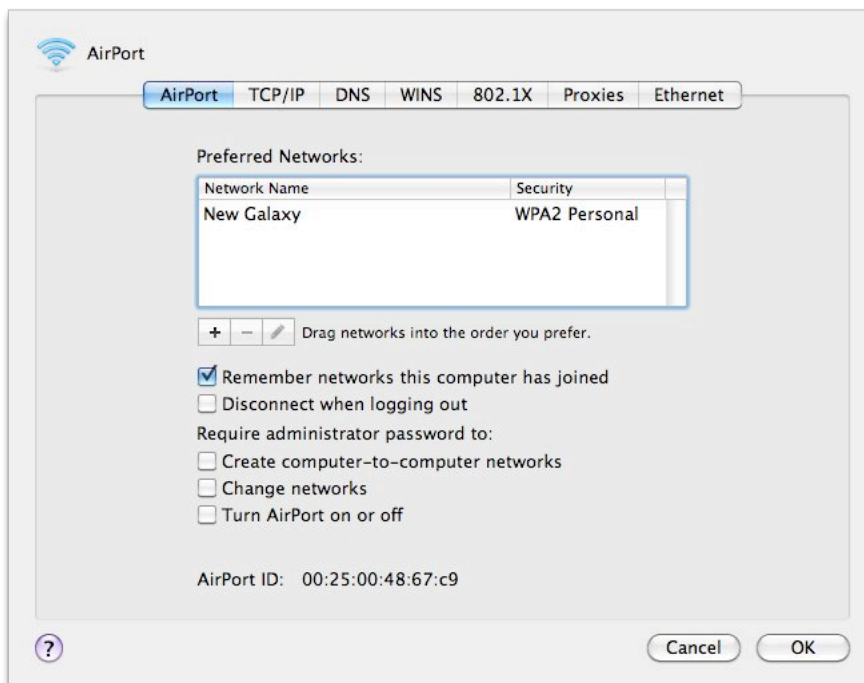 AirPort
AirPort TCP/IP DNS WINS 802.1X Proxies Ethernet
Preferred Networks:
Network Name Security
New Galaxy WPA2 Personal
+ − Drag networks into the order you prefer.
Remember networks this computer has joined
Disconnect when logging out
Require administrator password to:
Create computer-to-computer networks
Change networks
Turn AirPort on or off
AirPort ID: 00:25:00:48:67:c9
? Cancel OK